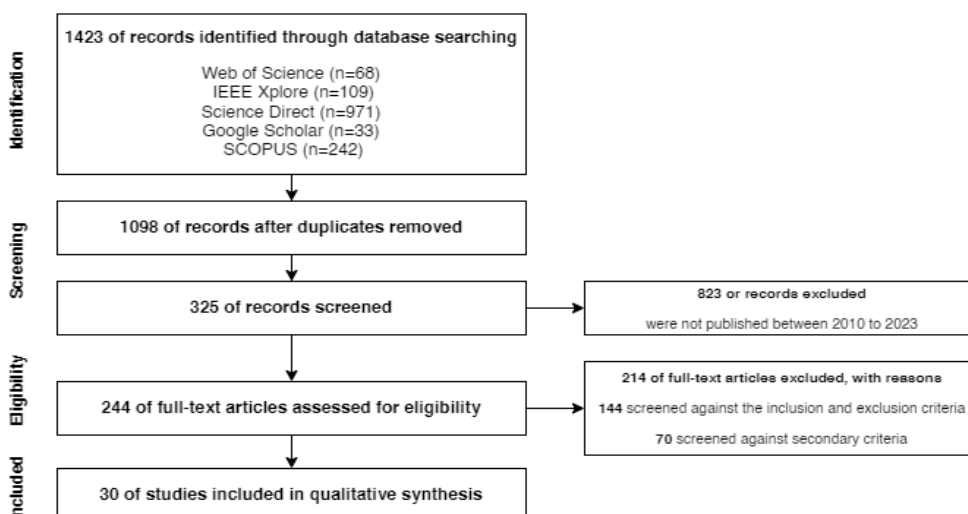 Identification
1423 of records identified through database searching
Web of Science (n=68)
IEEE Xplore (n=109)
Science Direct (n=971)
Google Scholar (n=33)
SCOPUS (n=242)
Screening
1098 of records after duplicates removed
325 of records screened
823 or records excluded
were not published between 2010 to 2023
Eligibility
244 of full-text articles assessed for eligibility
214 of full-text articles excluded, with reasons
144 screened against the inclusion and exclusion criteria
70 screened against secondary criteria
ncluded
30 of studies included in qualitative synthesis